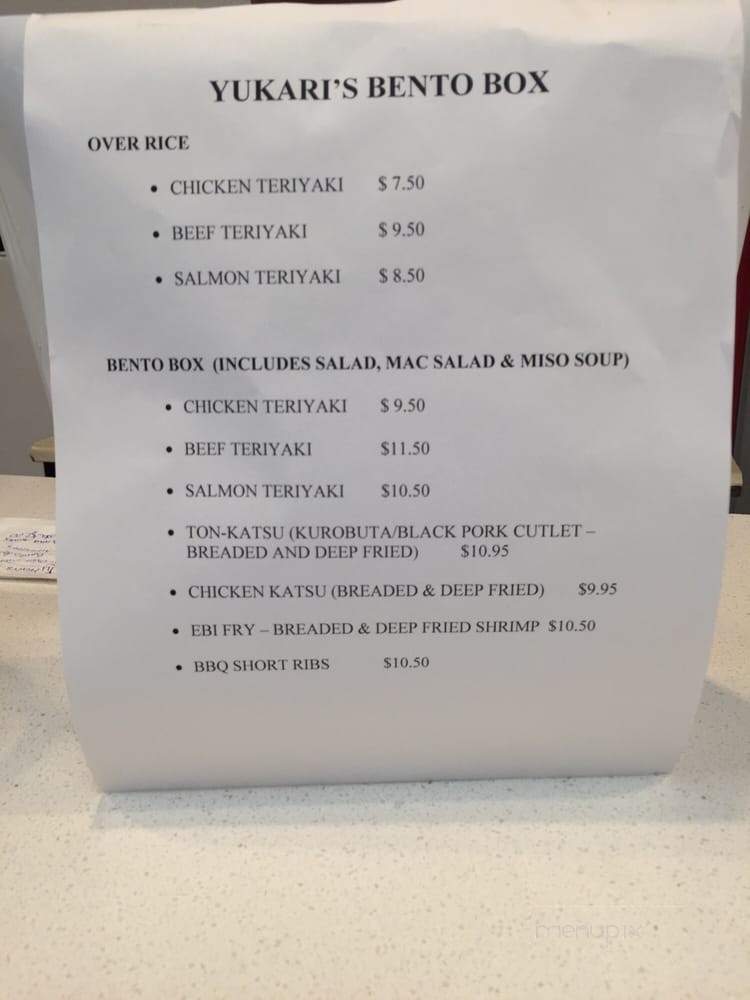 YUKARI'S BENTO BOX
OVER RICE
• CHICKEN TERIYAKI $ 7.50
• BEEF TERIYAKI $ 9.50
• SALMON TERIYAKI $ 8.50
BENTO BOX (INCLUDES SALAD, MAC SALAD & MISO SOUP)
• CHICKEN TERIYAKI $ 9.50
• BEEF TERIYAKI $11.50
• SALMON TERIYAKI $10.50
• TON-KATSU (KUROBUTA/BLACK PORK CUTLET –
BREADED AND DEEP FRIED) $10.95
• CHICKEN KATSU (BREADED & DEEP FRIED) $9.95
• EBI FRY – BREADED & DEEP FRIED SHRIMP $10.50
• BBQ SHORT RIBS $10.50